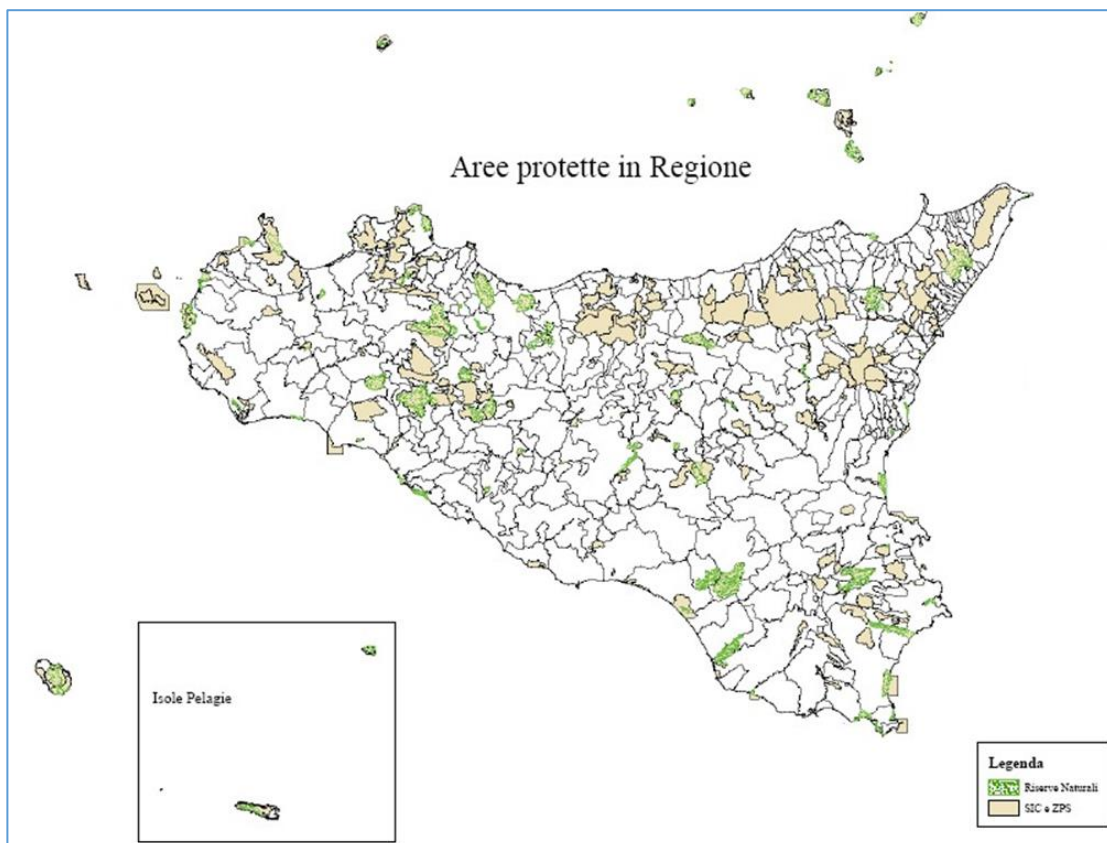 Aree protette in Regione
Isole Pelagie
Legenda
Riserve Naturali
SIC e ZPS